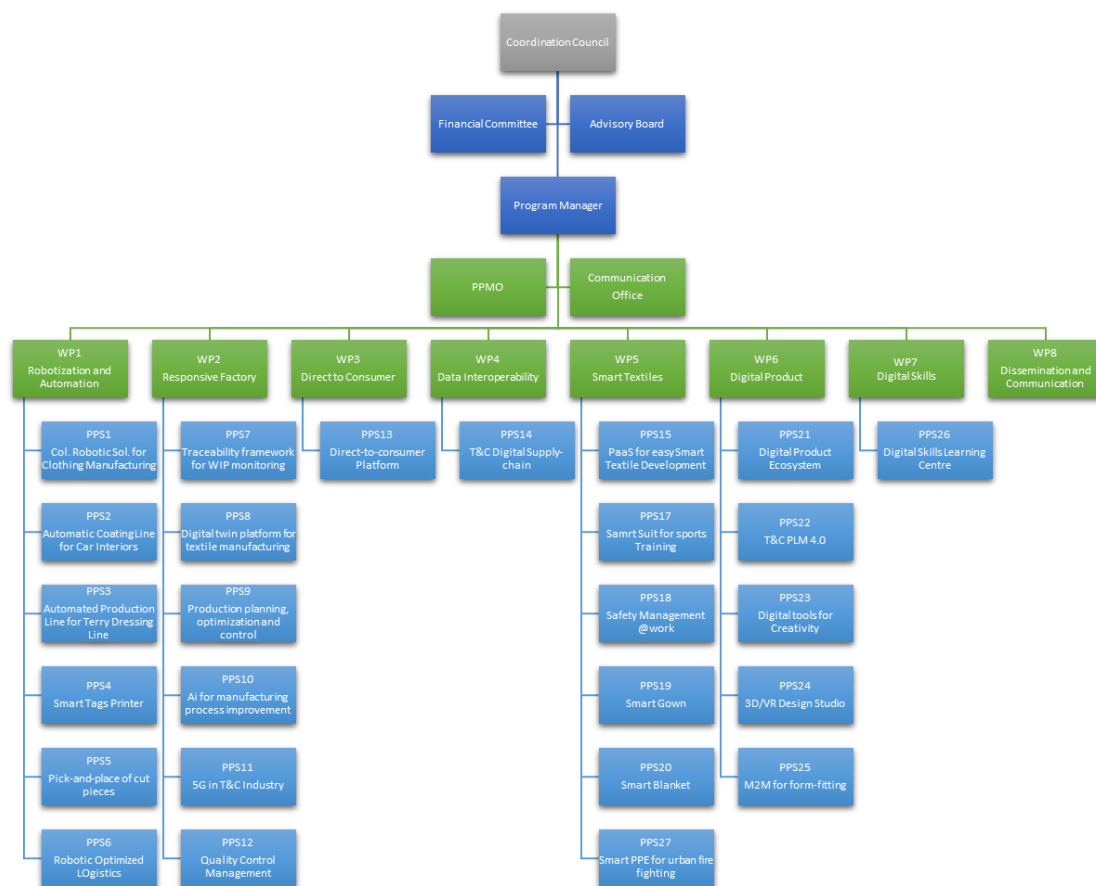 Coordination Council
Financial Committee
Advisory Board
Program Manager
PPMO
Communication
Office
WP1
Robotization and
Automation
WP2
Responsive Factory
WP3
Direct to Consumer
WP4
Data Interoperability
WP5
Smart Textiles
WP6
Digital Product
WP7
Digital Skills
WP8
Dissemination and
Communication
PPS1
Col. Robotic Sol. for
Clothing Manufacturing
PPS2
Automatic Coating Line
for Car Interiors
PPS3
Automated Production
Line for Terry Dressing
Line
PPS4
Smart Tags Printer
PPS5
Pick-and-place of cut
pieces
PPS6
Robotic Optimized
LOgistics
PPS7
Traceability framework
for WIP monitoring
PPS8
Digital twin platform for
textile manufacturing
PPS9
Production planning,
optimization and
control
PPS10
Ai for manufacturing
process improvement
PPS11
5G in T&C Industry
PPS12
Quality Control
Management
PPS13
Direct-to-consumer
Platform
PPS14
T&C Digital Supply-
chain
PPS15
PaaS for easy Smart
Textile Development
PPS17
Samrt Suit for sports
Training
PPS18
Safety Management
@work
PPS19
Smart Gown
PPS20
Smart Blanket
PPS27
Smart PPE for urban fire
fighting
PPS21
Digital Product
Ecosystem
PPS22
T&C PLM 4.0
PPS23
Digital tools for
Creativity
PPS24
3D/VR Design Studio
PPS25
M2M for form-fitting
PPS26
Digital Skills Learning
Centre